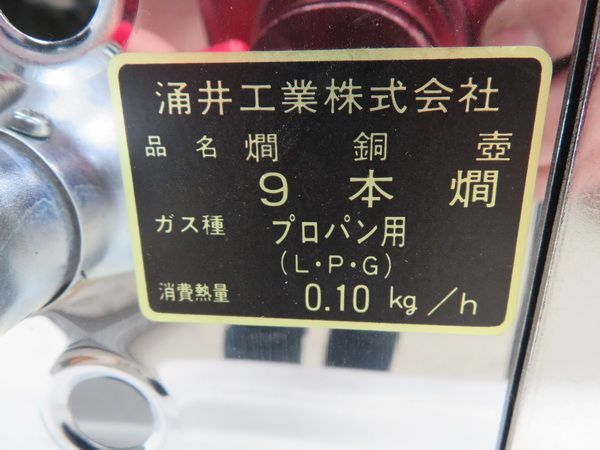 涌井工業株式会社
品名 燗銅壺
9本燗
ガス種 プロパン用
(L・P・G)
消費熱量 0.10 kg/h